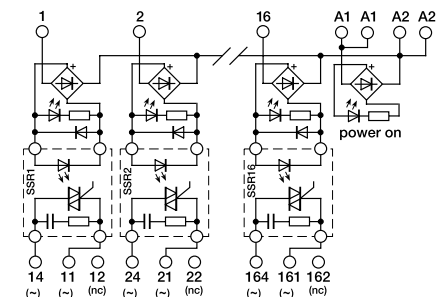 1 2 16 A1 A1 A2 A2
+ + + +
power on
SSR1 SSR2 SSR16
14 11 12 24 21 22 164 161 162
(~) (~) (nc) (~) (~) (nc) (~) (~) (nc)